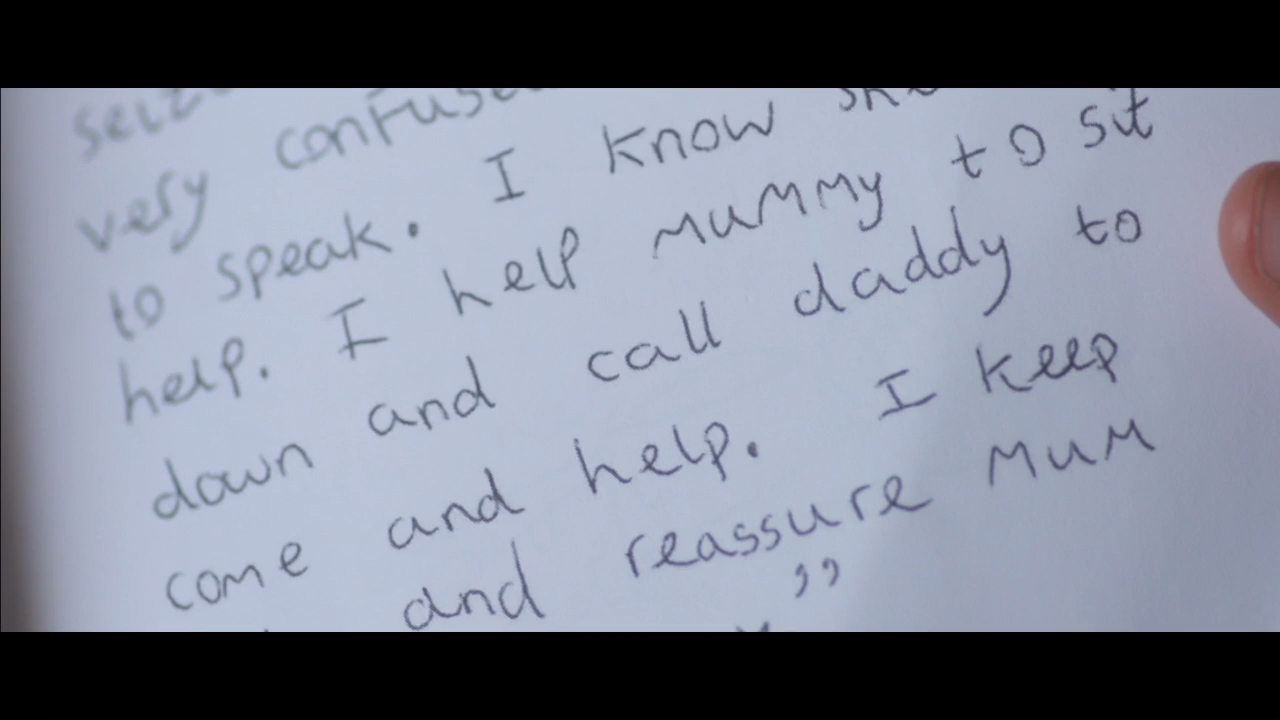 very
to speak. I know
help. I help mummy to sit
down and call daddy to
come and help. I keep
and reassure mum
”